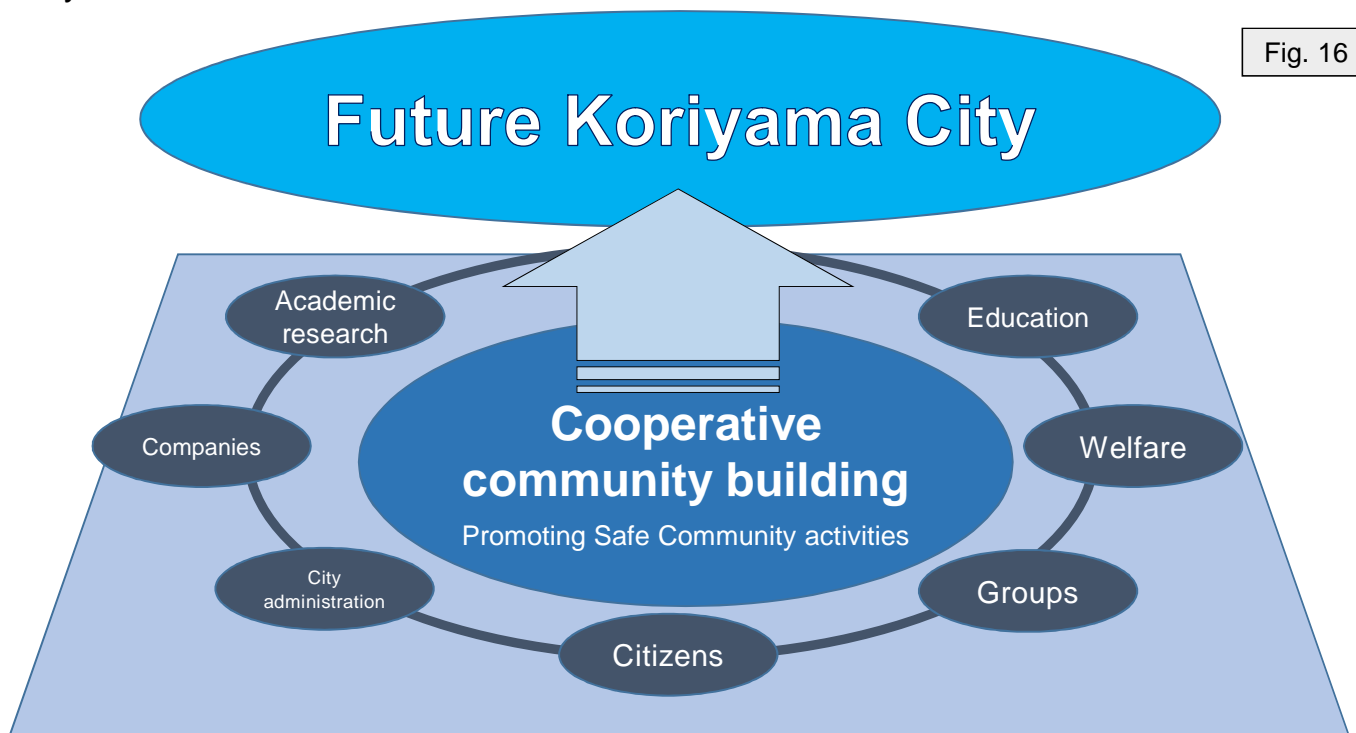 Fig. 16
Future Koriyama City
Academic
research
Education
Companies
Cooperative
community building
Promoting Safe Community activities
Welfare
City
administration
Groups
Citizens